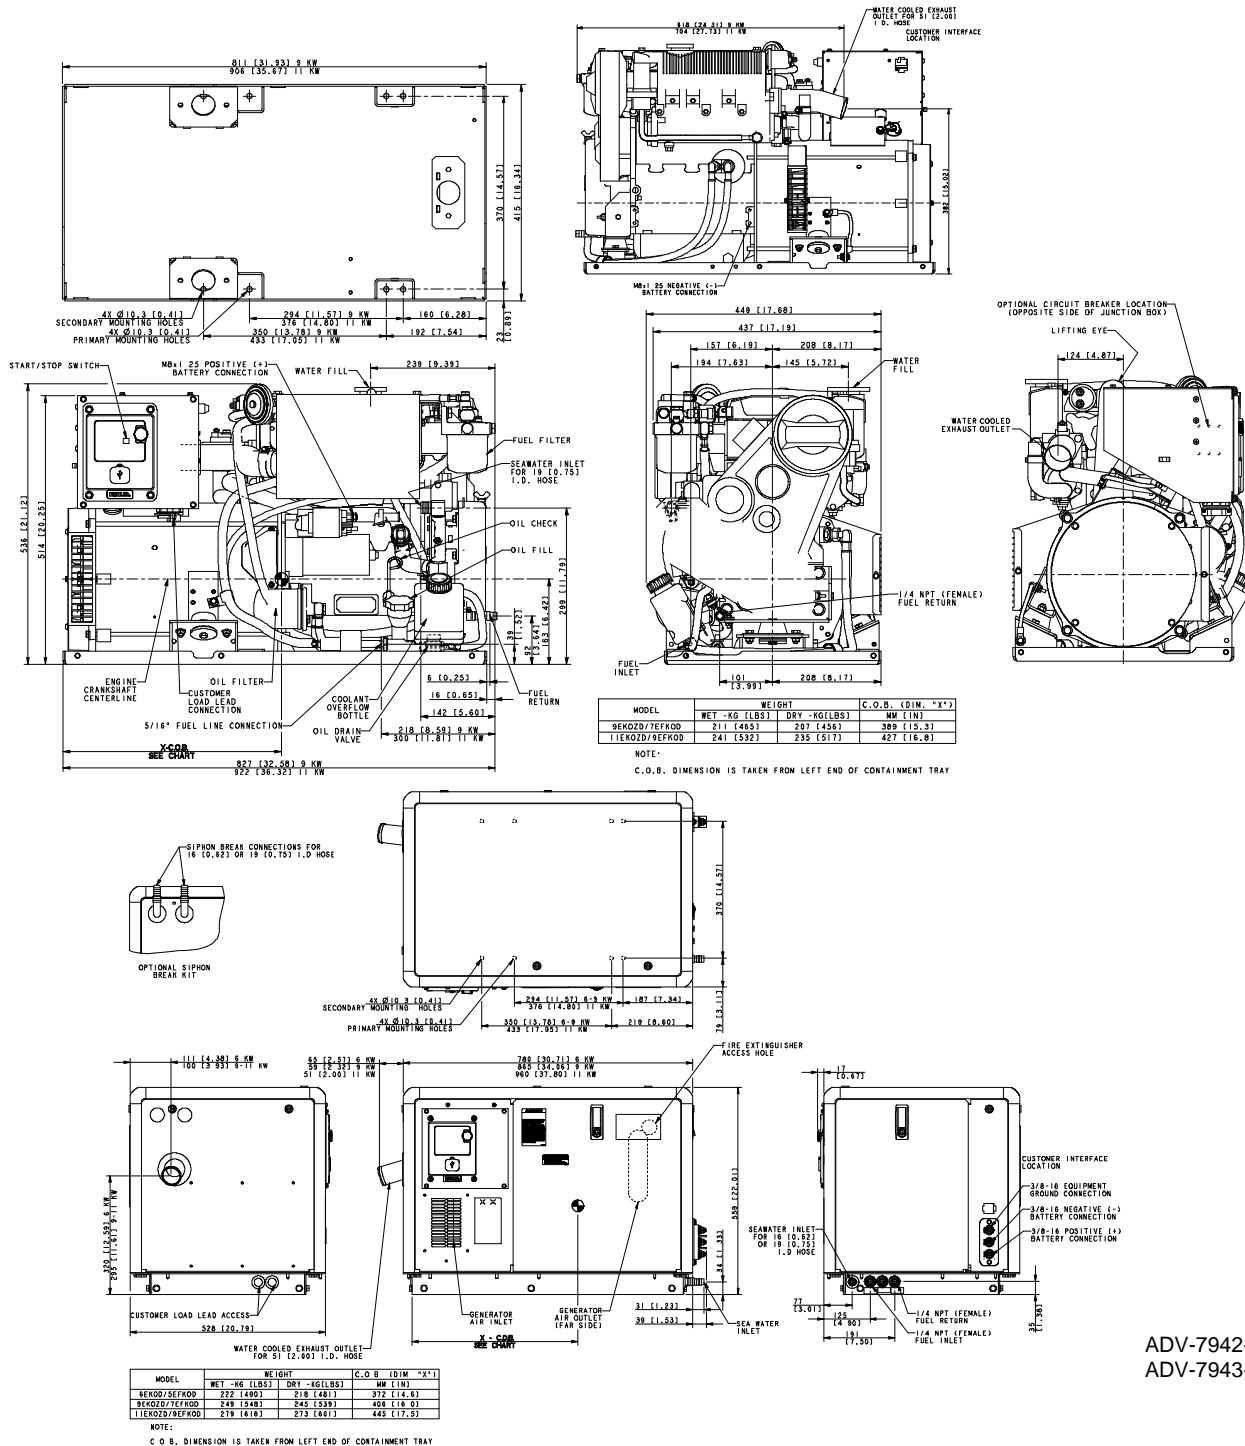 811 [31.93] 9 KW
906 [35.67] 11 KW
370 [14.57]
415 [16.34]
4X Ø10.3 [0.41]
SECONDARY MOUNTING HOLES
4X Ø10.3 [0.41]
PRIMARY MOUNTING HOLES
294 [11.57] 9 KW
376 [14.80] 11 KW
160 [6.28]
350 [13.78] 9 KW
433 [17.05] 11 KW
192 [7.54]
23 [0.89]
618 [24.31] 9 KW
704 [27.73] 11 KW
WATER COOLED EXHAUST
OUTLET FOR 51 [2.00]
I.D. HOSE
CUSTOMER INTERFACE
LOCATION
382 [15.02]
M8x1 25 NEGATIVE (-)
BATTERY CONNECTION
START/STOP SWITCH
M8x1 25 POSITIVE (+)
BATTERY CONNECTION
WATER FILL
239 [9.39]
FUEL FILTER
SEAWATER INLET
FOR 19 [0.75]
I.D. HOSE
OIL CHECK
OIL FILL
536 [21.12]
514 [20.25]
299 [11.79]
163 [6.42]
92 [3.64]
39 [1.52]
ENGINE
CRANKSHAFT
CENTERLINE
OIL FILTER
CUSTOMER
LOAD LEAD
CONNECTION
5/16" FUEL LINE CONNECTION
COOLANT
OVERFLOW
BOTTLE
OIL DRAIN
VALVE
6 [0.25]
16 [0.65]
142 [5.60]
218 [8.59] 9 KW
300 [11.81] 11 KW
FUEL
RETURN
X-C.O.B.
SEE CHART
827 [32.58] 9 KW
922 [36.32] 11 KW
449 [17.68]
437 [17.19]
157 [6.19]
208 [8.17]
194 [7.63]
145 [5.72]
WATER
FILL
1/4 NPT (FEMALE)
FUEL RETURN
FUEL
INLET
101
[3.99]
208 [8.17]
OPTIONAL CIRCUIT BREAKER LOCATION
(OPPOSITE SIDE OF JUNCTION BOX)
LIFTING EYE
124 [4.87]
WATER COOLED
EXHAUST OUTLET
MODEL WEIGHT C.O.B. (DIM. "X")
WET -KG [LBS] DRY -KG[LBS] MM [IN]
9EKOZD/7EFKOD 211 [465] 207 [456] 389 [15.3]
11EKOZD/9EFKOD 241 [532] 235 [517] 427 [16.8]
NOTE:
C.O.B. DIMENSION IS TAKEN FROM LEFT END OF CONTAINMENT TRAY
SIPHON BREAK CONNECTIONS FOR
16 [0.62] OR 19 [0.75] I.D HOSE
OPTIONAL SIPHON
BREAK KIT
370 [14.57]
4X Ø10.3 [0.41]
SECONDARY MOUNTING HOLES
4X Ø10.3 [0.41]
PRIMARY MOUNTING HOLES
294 [11.57] 6-9 KW
376 [14.80] 11 KW
187 [7.34]
350 [13.78] 6-9 KW
433 [17.05] 11 KW
219 [8.60]
79 [3.11]
111 [4.38] 6 KW
100 [3.93] 9-11 KW
320 [12.59] 6 KW
295 [11.61] 9-11 KW
CUSTOMER LOAD LEAD ACCESS
528 [20.79]
65 [2.57] 6 KW
59 [2.32] 9 KW
51 [2.00] 11 KW
780 [30.71] 6 KW
865 [34.06] 9 KW
960 [37.80] 11 KW
FIRE EXTINGUISHER
ACCESS HOLE
559 [22.01]
34 [1.33]
WATER COOLED EXHAUST OUTLET
FOR 51 [2.00] I.D. HOSE
GENERATOR
AIR INLET
GENERATOR
AIR OUTLET
(FAR SIDE)
X - C.O.B.
SEE CHART
31 [1.23]
39 [1.53]
SEA WATER
INLET
17
[0.67]
CUSTOMER INTERFACE
LOCATION
3/8-16 EQUIPMENT
GROUND CONNECTION
3/8-16 NEGATIVE (-)
BATTERY CONNECTION
3/8-16 POSITIVE (+)
BATTERY CONNECTION
SEAWATER INLET
FOR 16 [0.62]
OR 19 [0.75]
I.D HOSE
77
[3.01]
125
[4 90]
191
[7.50]
1/4 NPT (FEMALE)
FUEL RETURN
1/4 NPT (FEMALE)
FUEL INLET
35 [1.38]
MODEL WEIGHT C.O B (DIM "X")
WET -KG [LBS] DRY -KG[LBS] MM [IN]
6EKOD/5EFKOD 222 [490] 218 [481] 372 [14.6]
9EKOZD/7EFKOD 249 [548] 245 [539] 406 [16 0]
11EKOZD/9EFKOD 279 [616] 273 [601] 445 [17.5]
NOTE:
C O B. DIMENSION IS TAKEN FROM LEFT END OF CONTAINMENT TRAY
ADV-7942-
ADV-7943-